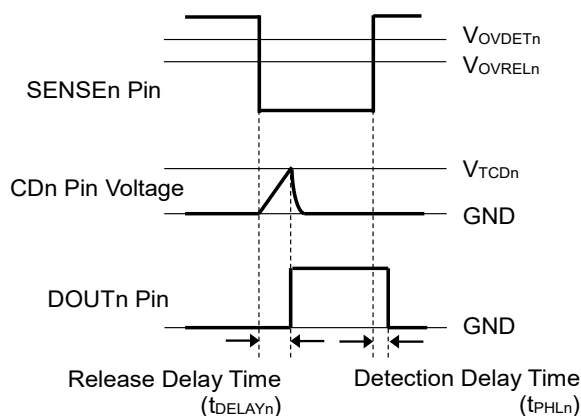 VOVDETn
VOVRELn
SENSEn Pin
VTCDn
CDn Pin Voltage
GND
DOUTn Pin
GND
Release Delay Time
(tDELAYn)
Detection Delay Time
(tPHLn)